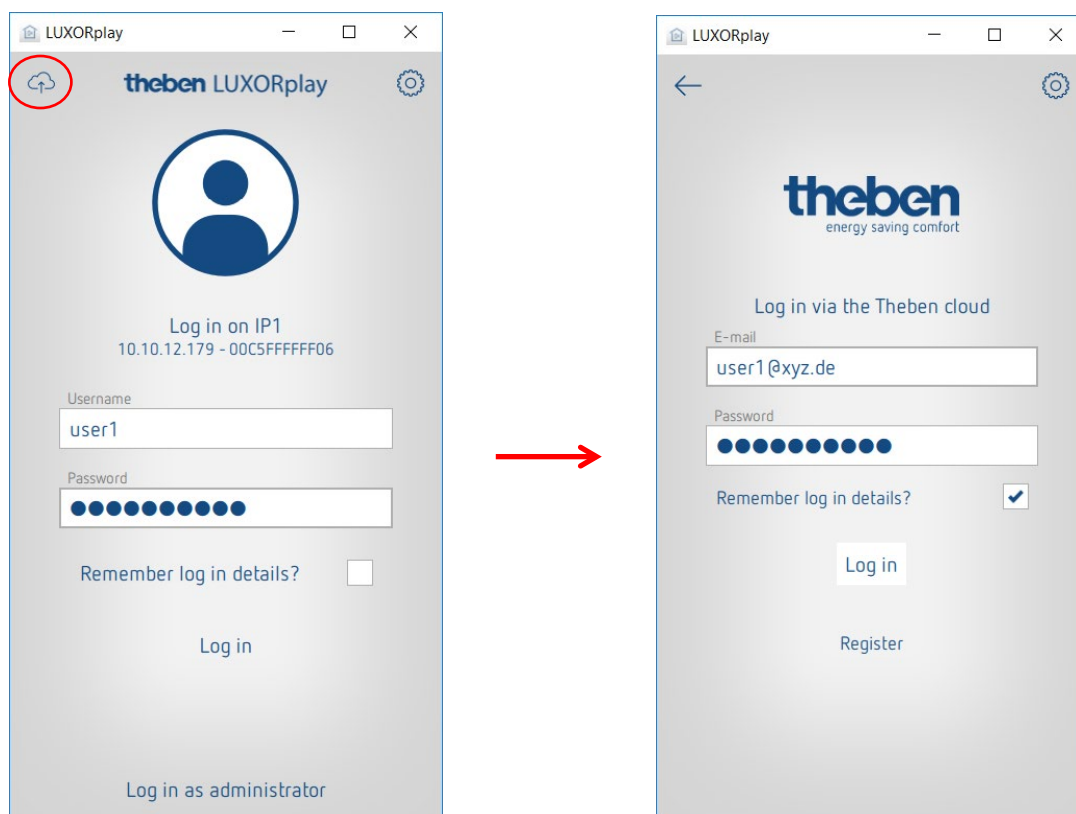 LUXORplay
theben LUXORplay
Log in on IP1
10.10.12.179 - 00C5FFFFFF06
Username
user1
Password
Remember log in details?
Log in
Log in as administrator
LUXORplay
theben
energy saving comfort
Log in via the Theben cloud
E-mail
user1@xyz.de
Password
Remember log in details?
Log in
Register